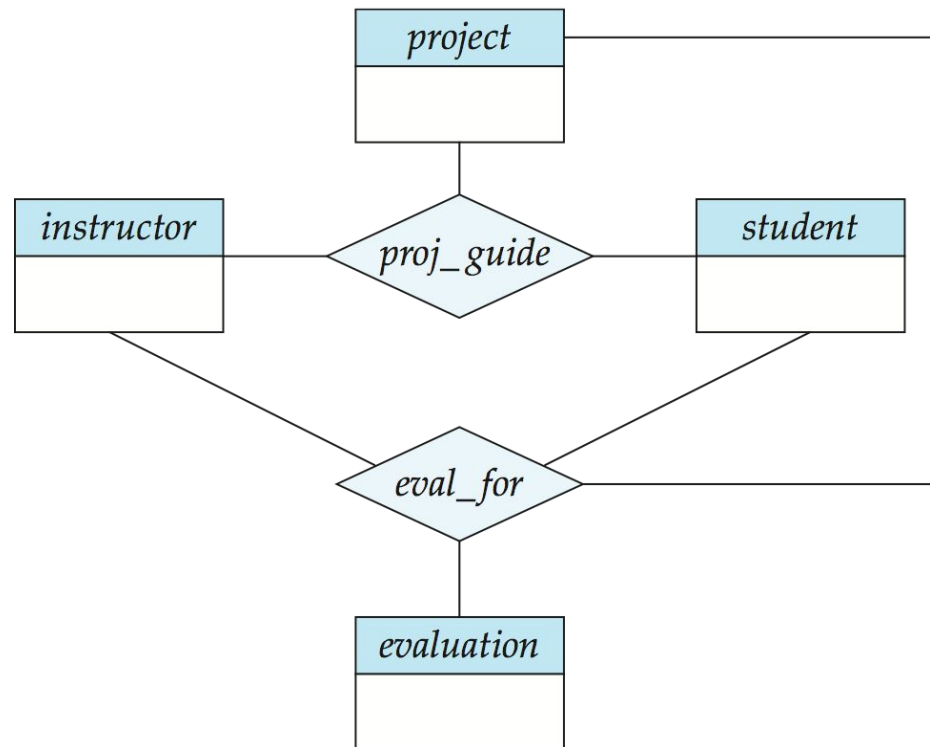 project
instructor
proj_guide
student
eval_for
evaluation